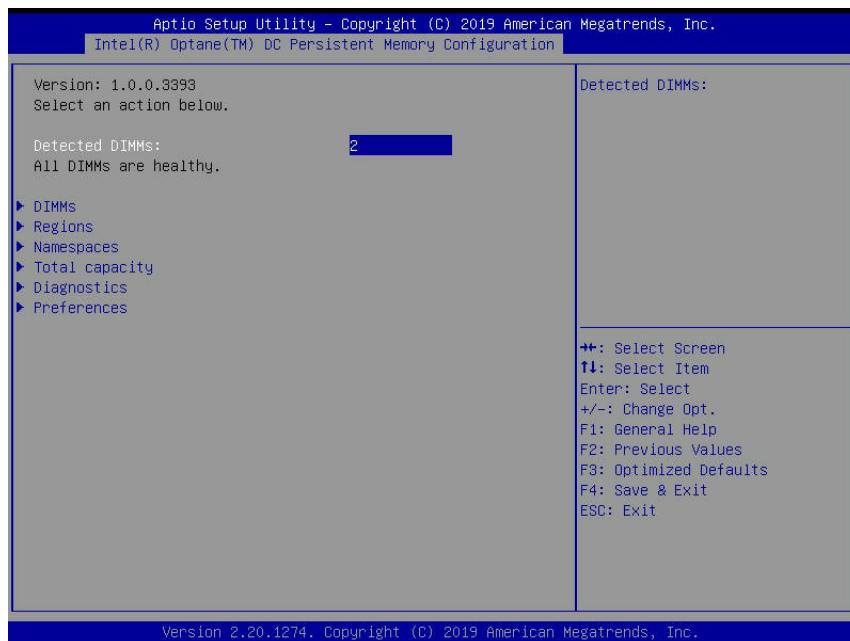 Aptio Setup Utility – Copyright (C) 2019 American Megatrends, Inc.
Intel(R) Optane(TM) DC Persistent Memory Configuration
Version: 1.0.0.3393
Select an action below.
Detected DIMMs: 2
All DIMMs are healthy.
DIMMs
Regions
Namespaces
Total capacity
Diagnostics
Preferences
Detected DIMMs:
→←: Select Screen
↑↓: Select Item
Enter: Select
+/-: Change Opt.
F1: General Help
F2: Previous Values
F3: Optimized Defaults
F4: Save & Exit
ESC: Exit
Version 2.20.1274. Copyright (C) 2019 American Megatrends, Inc.